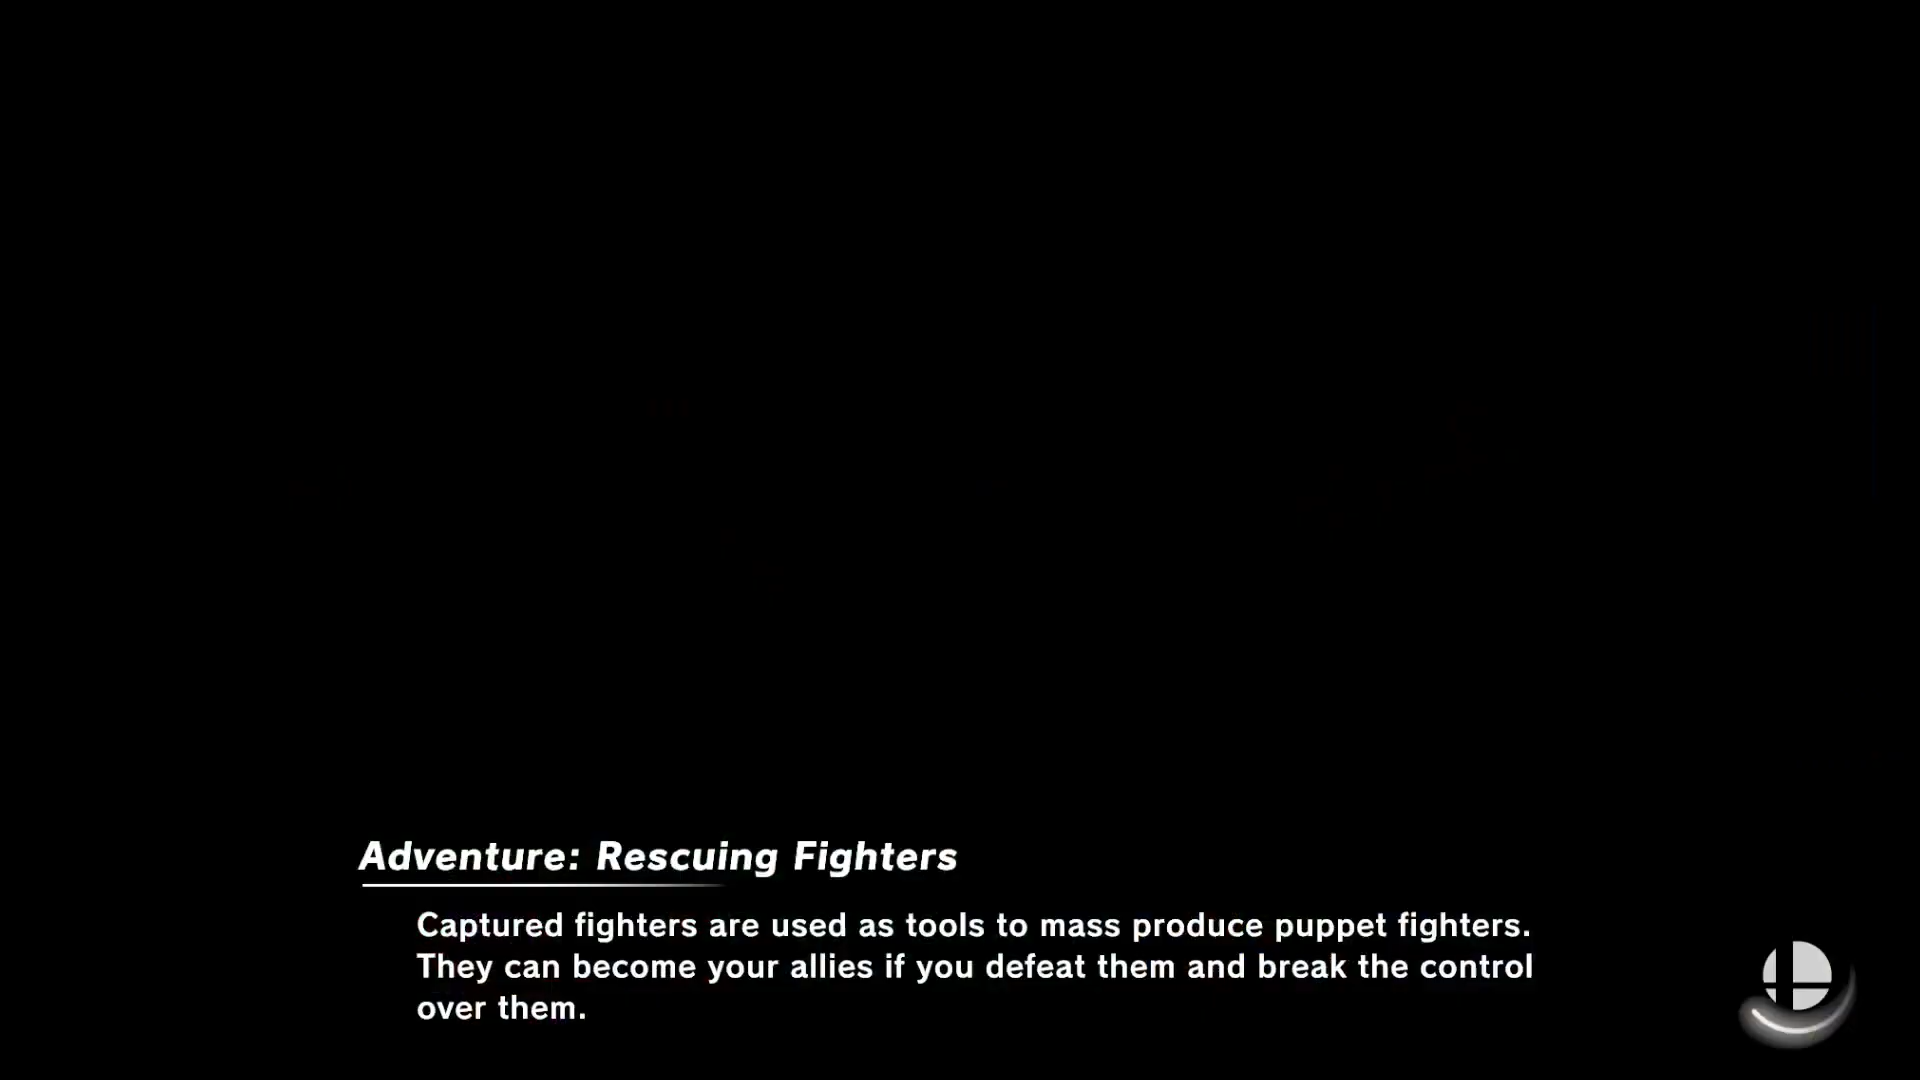 Adventure: Rescuing Fighters
Captured fighters are used as tools to mass produce puppet fighters.
They can become your allies if you defeat them and break the control
over them.